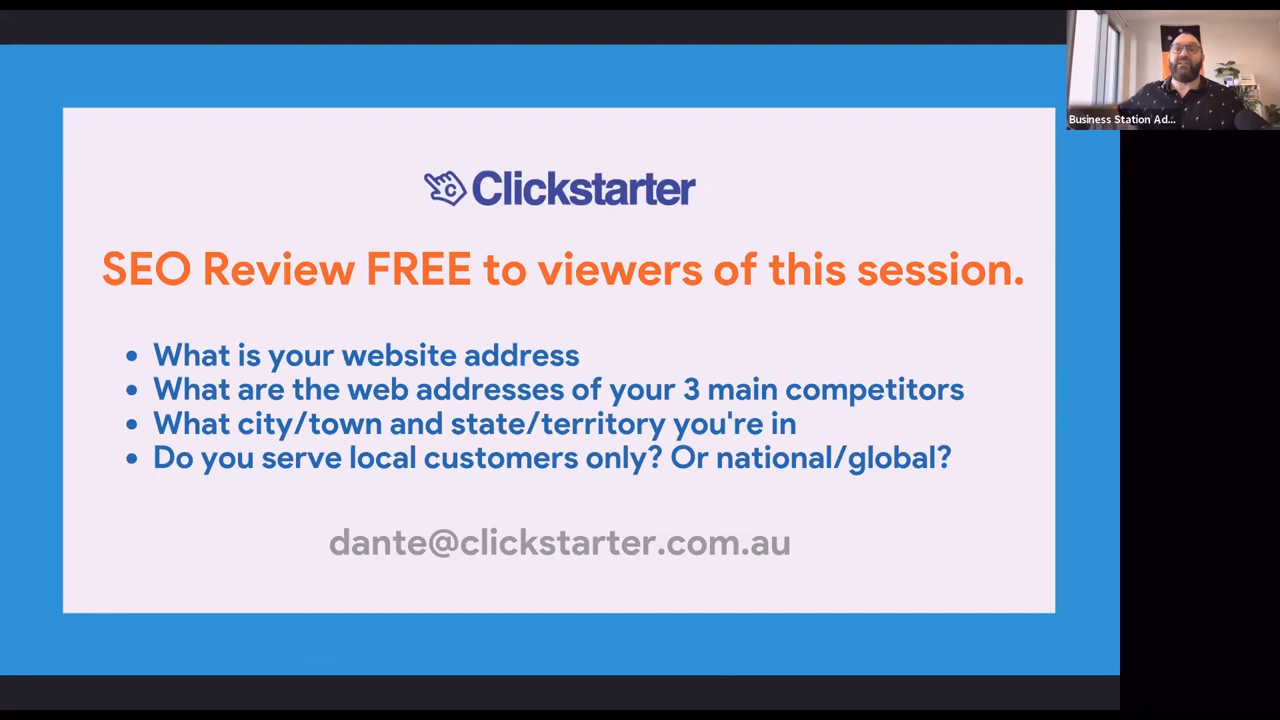 Clickstarter
SEO Review FREE to viewers of this session.
• What is your website address
• What are the web addresses of your 3 main competitors
• What city/town and state/territory you're in
• Do you serve local customers only? Or national/global?
dante@clickstarter.com.au
Business Station Ad...